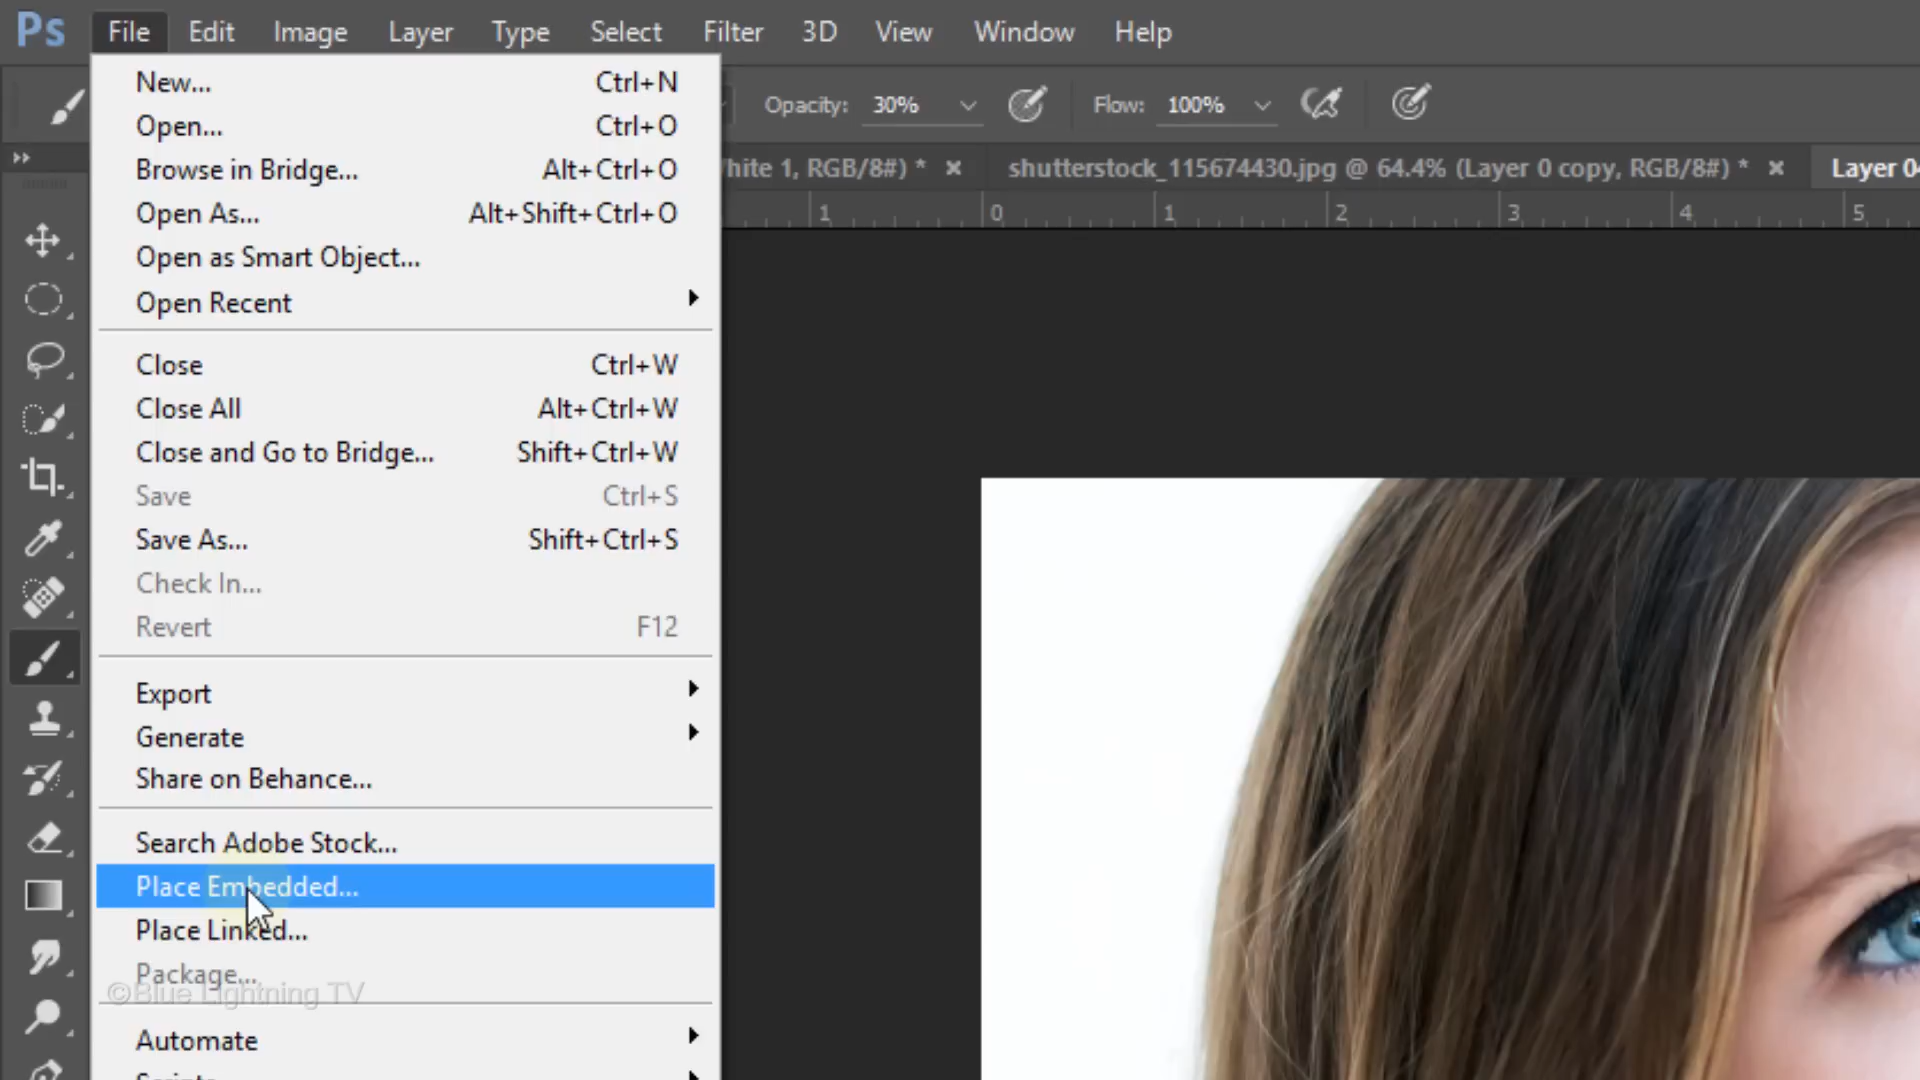 Ps File Edit Image Layer Type Select Filter 3D View Window Help
Opacity: 30% Flow: 100%
hite 1, RGB/8#) * shutterstock_115674430.jpg @ 64.4% (Layer 0 copy, RGB/8#) * Layer 0
1 0 1 2 3 4 5
New... Ctrl+N
Open... Ctrl+O
Browse in Bridge... Alt+Ctrl+O
Open As... Alt+Shift+Ctrl+O
Open as Smart Object...
Open Recent
Close Ctrl+W
Close All Alt+Ctrl+W
Close and Go to Bridge... Shift+Ctrl+W
Save Ctrl+S
Save As... Shift+Ctrl+S
Check In...
Revert F12
Export
Generate
Share on Behance...
Search Adobe Stock...
Place Embedded...
Place Linked...
Package...
©Blue Lightning TV
Automate
Scripts